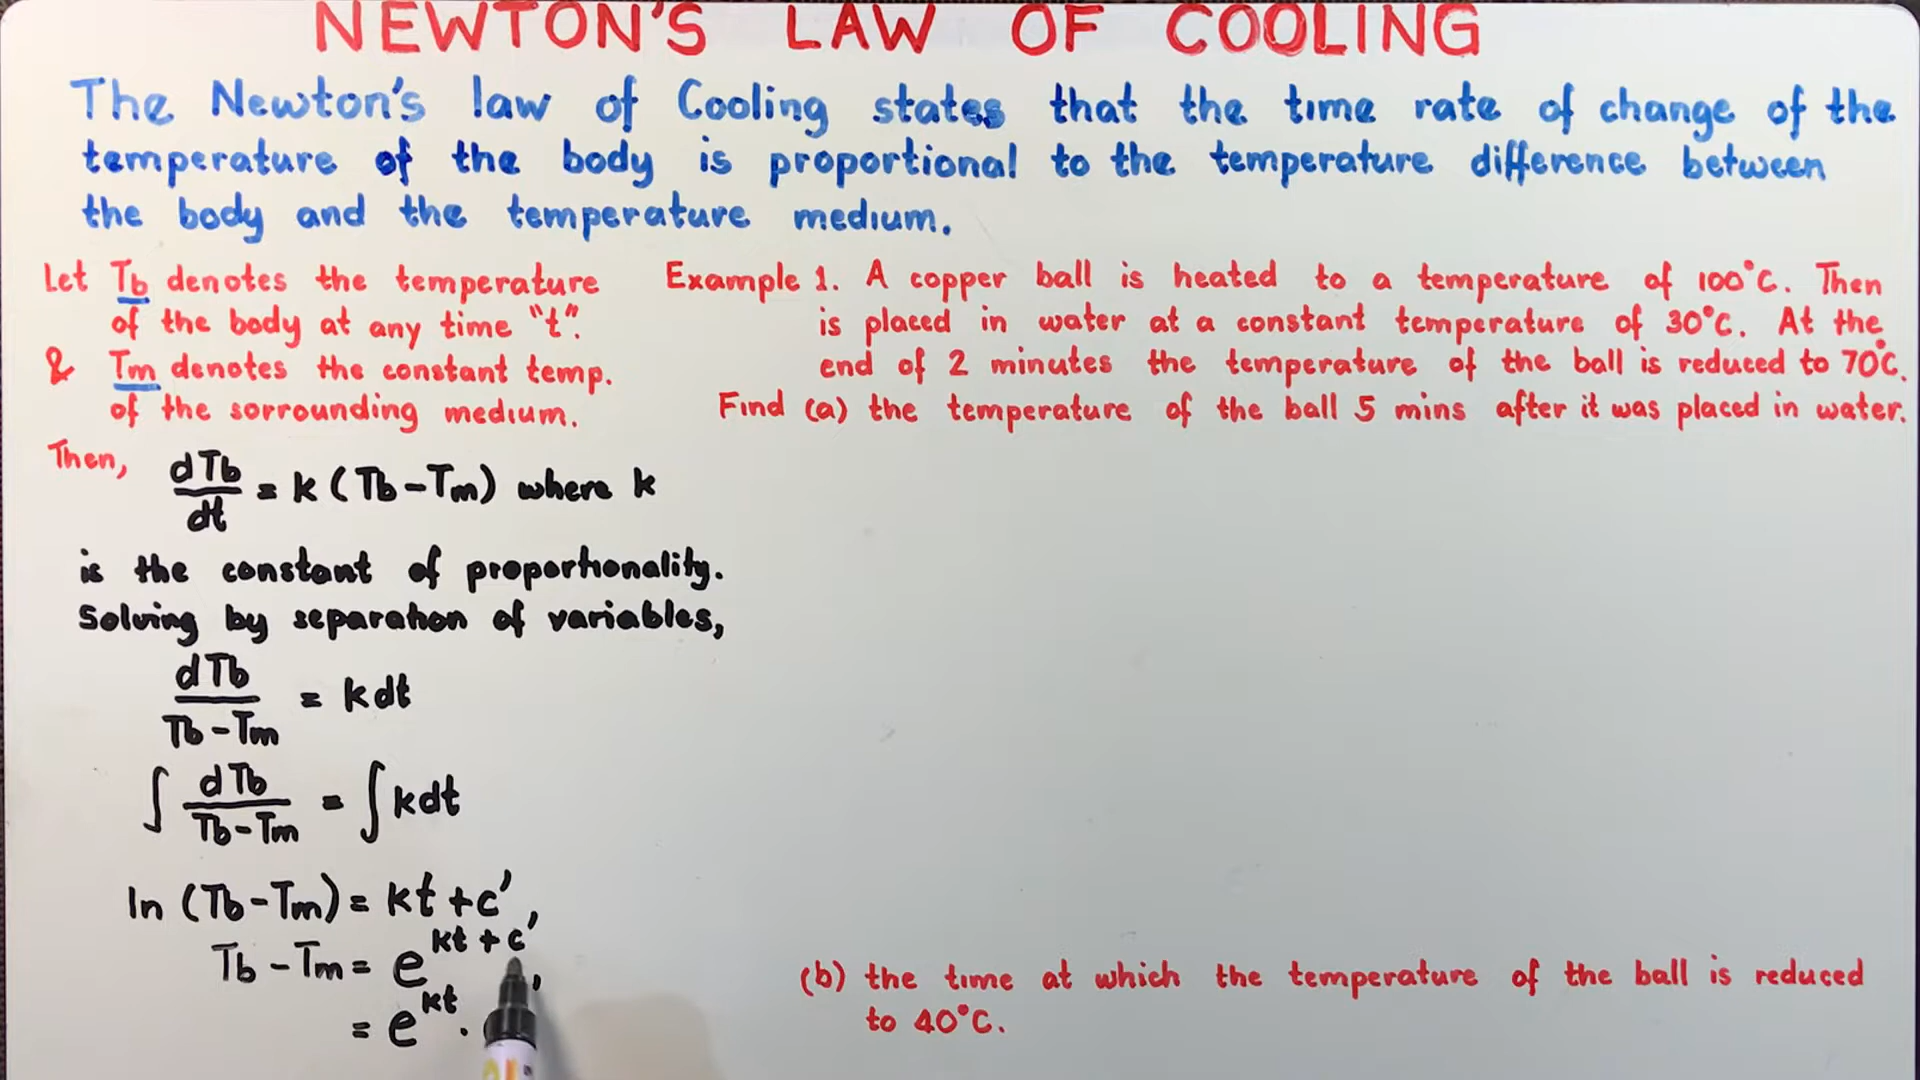 NEWTON'S LAW OF COOLING
The Newton's law of Cooling states that the time rate of change of the
temperature of the body is proportional to the temperature difference between
the body and the temperature medium.
Let Tb denotes the temperature
of the body at any time "t".
& Tm denotes the constant temp.
of the sorrounding medium.
Then, dTb/dt = k (Tb - Tm) where k
is the constant of proportionality.
Solving by separation of variables,
dTb/(Tb - Tm) = kdt
∫ dTb/(Tb - Tm) = ∫ kdt
ln (Tb - Tm) = kt + c',
Tb - Tm = e^(kt + c'),
= e^(kt) ·
Example 1. A copper ball is heated to a temperature of 100°C. Then
is placed in water at a constant temperature of 30°C. At the
end of 2 minutes the temperature of the ball is reduced to 70°C.
Find (a) the temperature of the ball 5 mins after it was placed in water.
(b) the time at which the temperature of the ball is reduced
to 40°C.